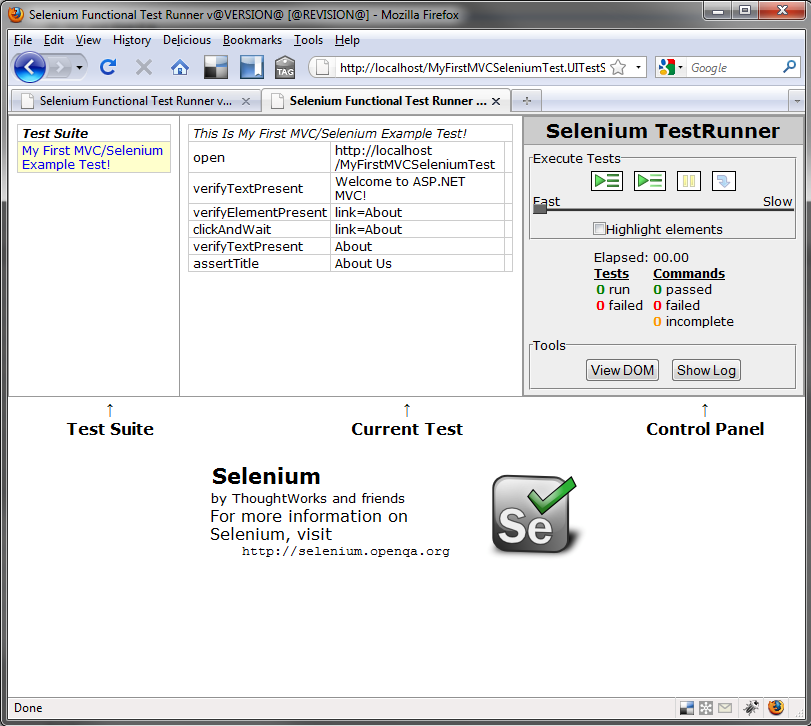 Selenium Functional Test Runner v@VERSION@ [@REVISION@] - Mozilla Firefox
File Edit View History Delicious Bookmarks Tools Help
TAG
http://localhost/MyFirstMVCSeleniumTest.UITestS
Google
Selenium Functional Test Runner v...
Selenium Functional Test Runner ...
Test Suite
My First MVC/Selenium
Example Test!
This Is My First MVC/Selenium Example Test!
open http://localhost
/MyFirstMVCSeleniumTest
verifyTextPresent Welcome to ASP.NET
MVC!
verifyElementPresent link=About
clickAndWait link=About
verifyTextPresent About
assertTitle About Us
Selenium TestRunner
Execute Tests
Fast Slow
Highlight elements
Elapsed: 00.00
Tests Commands
0 run 0 passed
0 failed 0 failed
0 incomplete
Tools
View DOM Show Log
↑ ↑ ↑
Test Suite Current Test Control Panel
Selenium
by ThoughtWorks and friends
For more information on
Selenium, visit
http://selenium.openqa.org
Se
Done